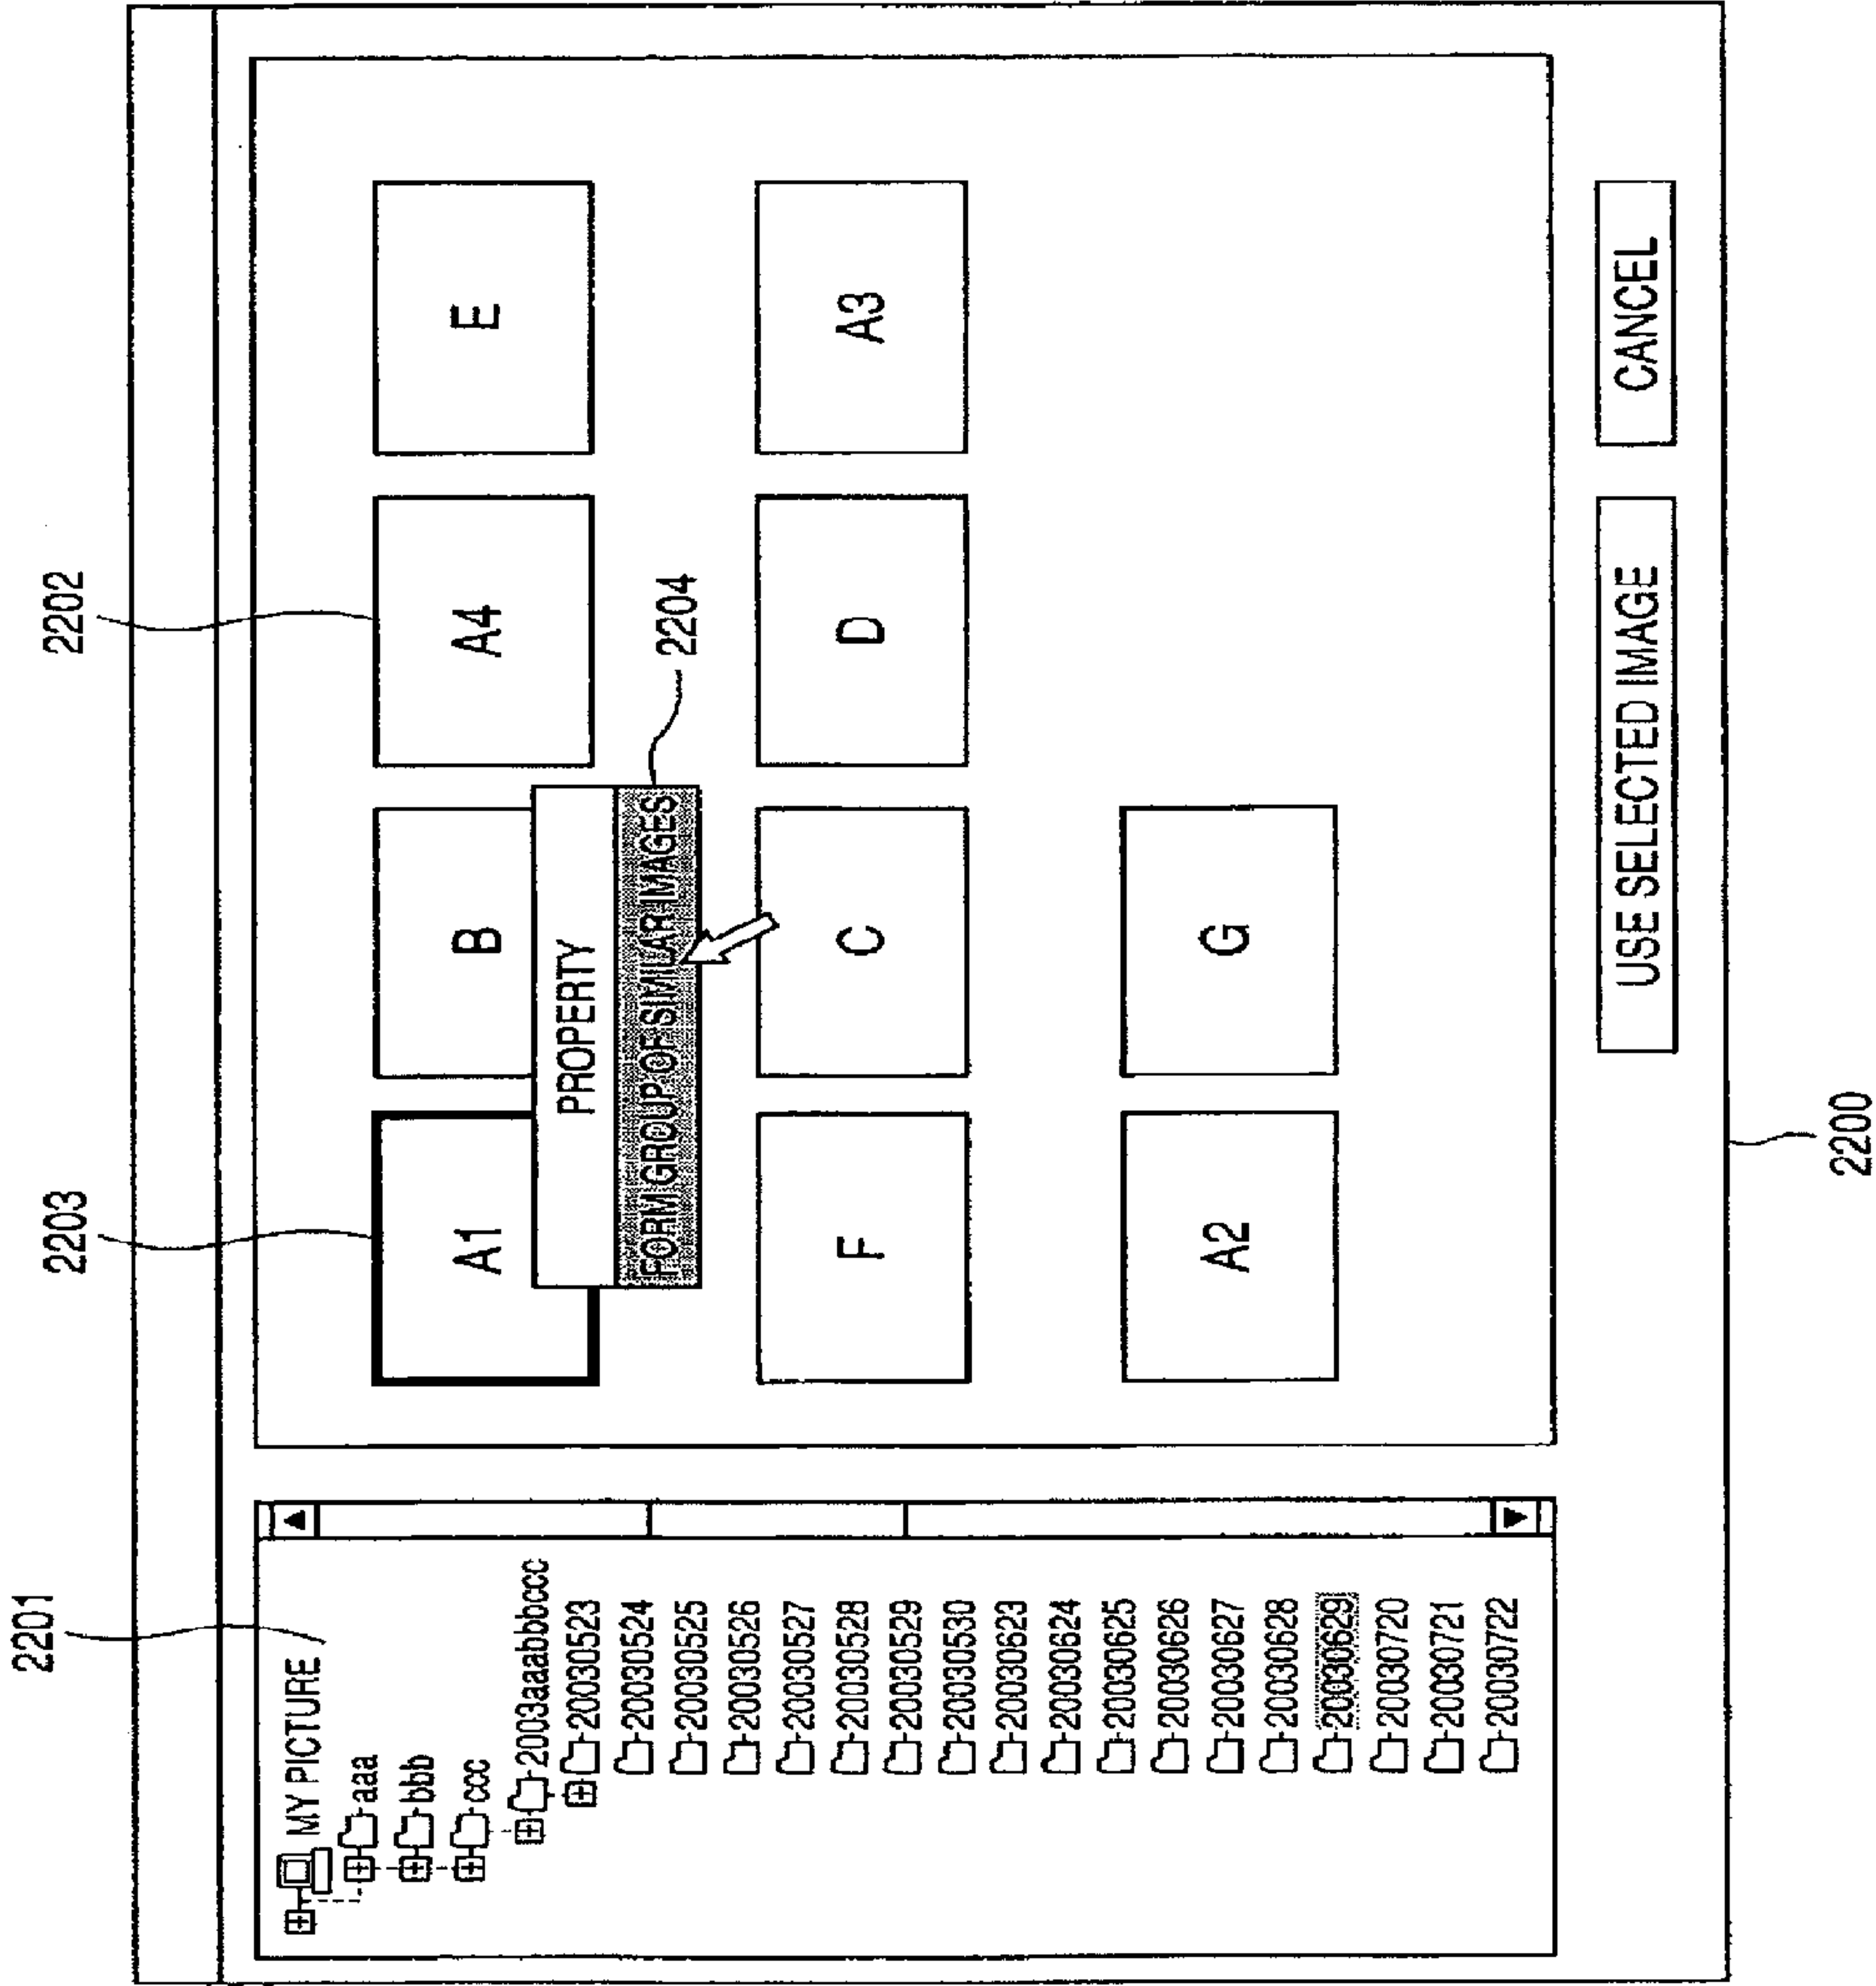 2201
2203
2202
MY PICTURE
aaa
bbb
ccc
2003aaabbbccc
20030523
20030524
20030525
20030526
20030527
20030528
20030529
20030530
20030623
20030624
20030625
20030626
20030627
20030628
20030629
20030720
20030721
20030722
A1
B
A4
E
PROPERTY
FORM GROUP OF SIMILAR IMAGES
2204
F
C
D
A3
A2
G
USE SELECTED IMAGE
CANCEL
2200